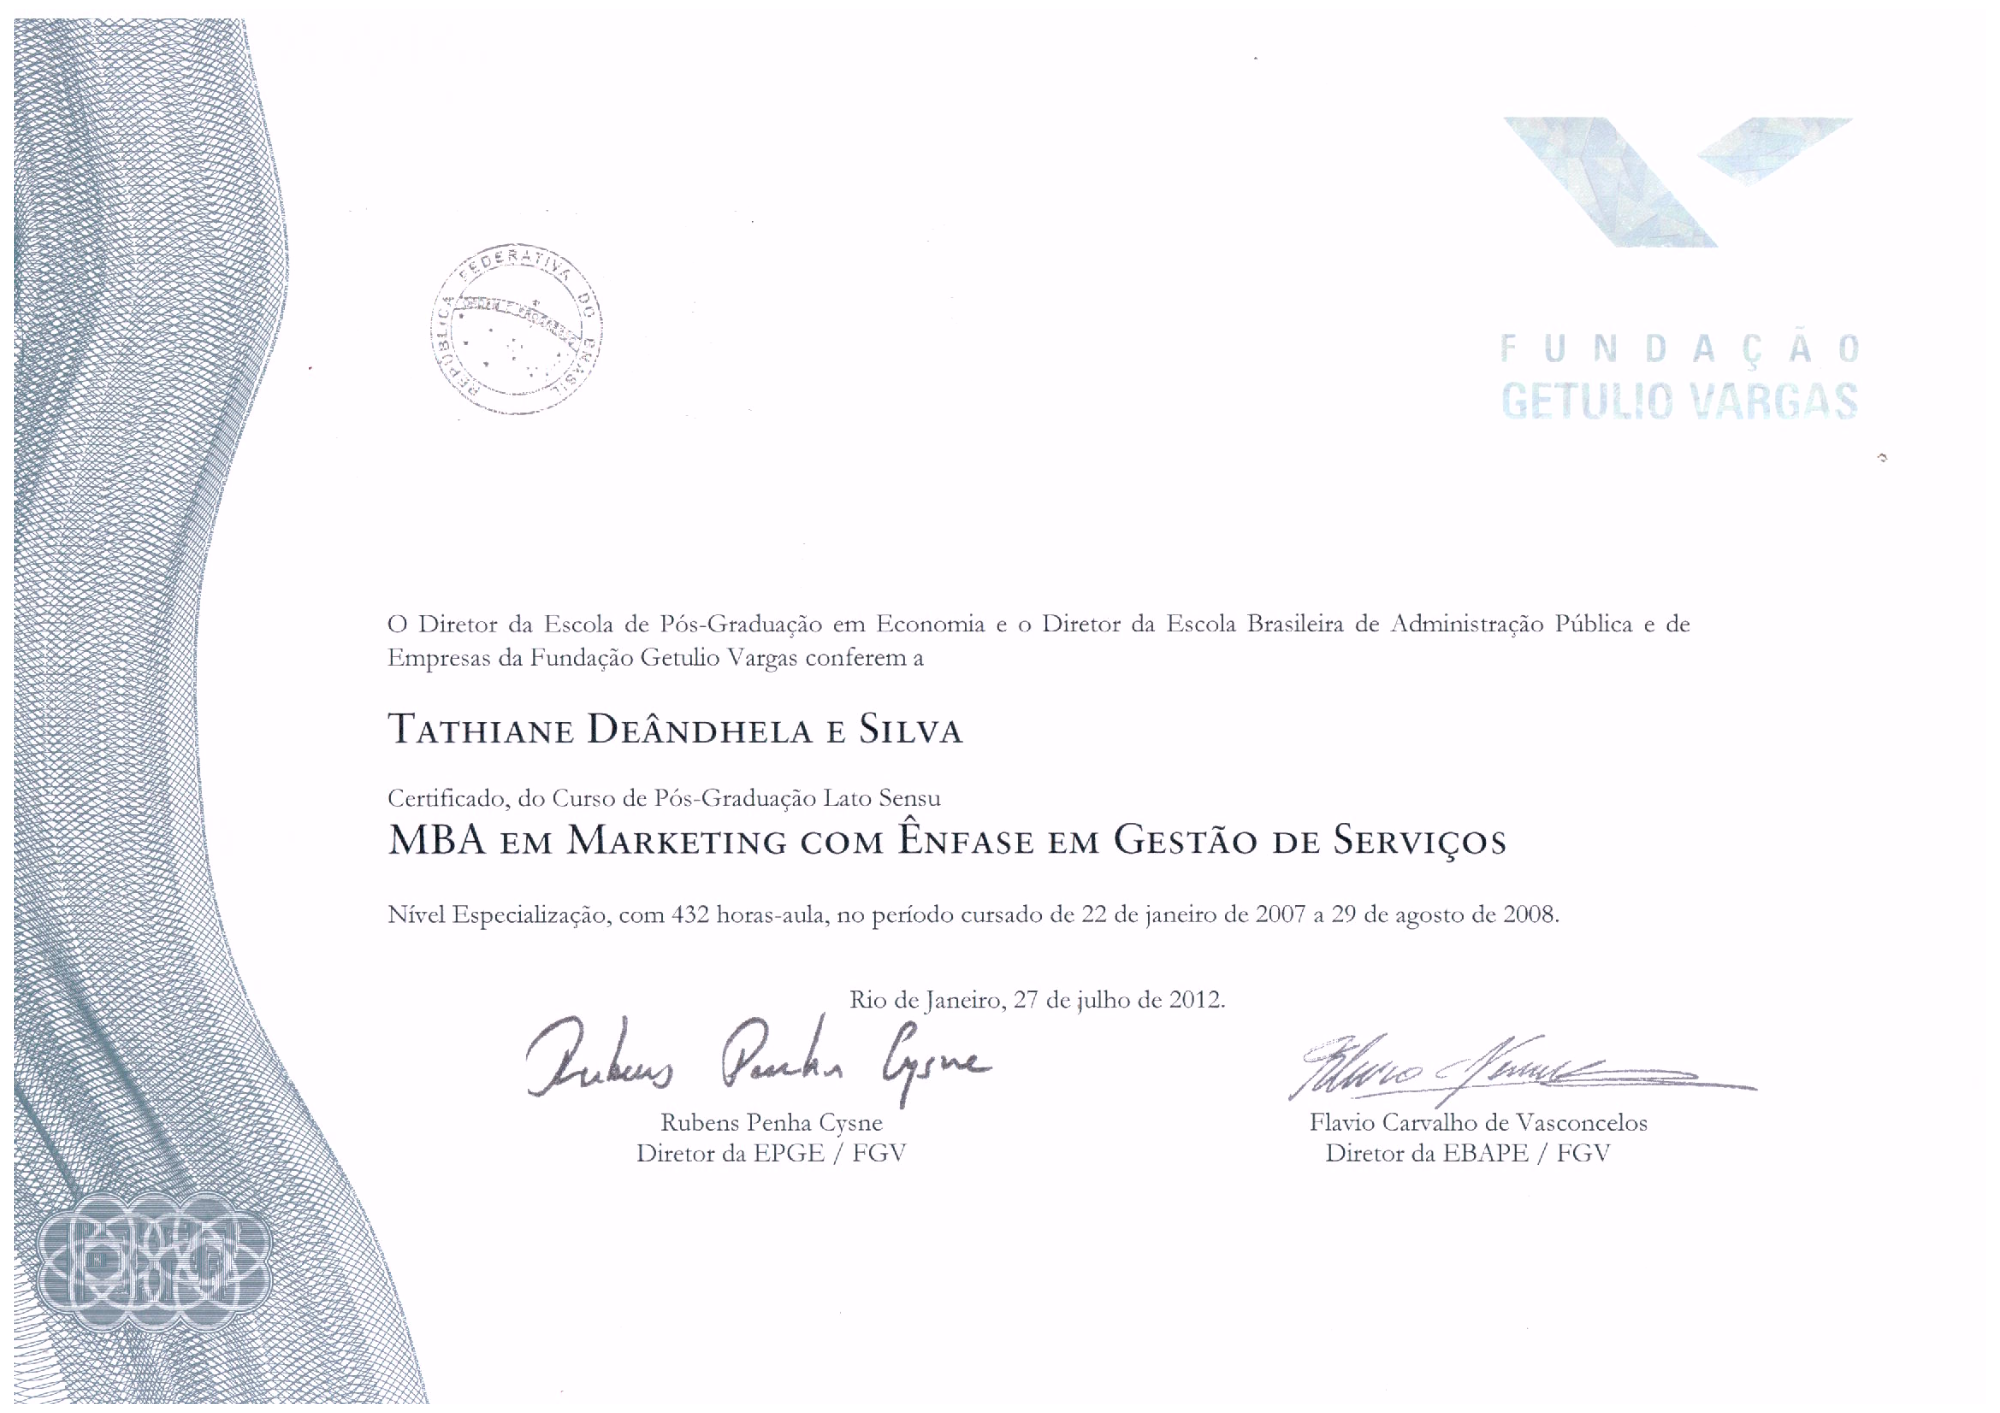 REPÚBLICA FEDERATIVA DO BRASIL
FUNDAÇÃO
GETULIO VARGAS
O Diretor da Escola de Pós-Graduação em Economia e o Diretor da Escola Brasileira de Administração Pública e de
Empresas da Fundação Getulio Vargas conferem a
TATHIANE DEÂNDHELA E SILVA
Certificado, do Curso de Pós-Graduação Lato Sensu
MBA EM MARKETING COM ÊNFASE EM GESTÃO DE SERVIÇOS
Nível Especialização, com 432 horas-aula, no período cursado de 22 de janeiro de 2007 a 29 de agosto de 2008.
Rio de Janeiro, 27 de julho de 2012.
Rubens Penha Cysne
Rubens Penha Cysne
Diretor da EPGE / FGV
Flavio Carvalho de Vasconcelos
Diretor da EBAPE / FGV